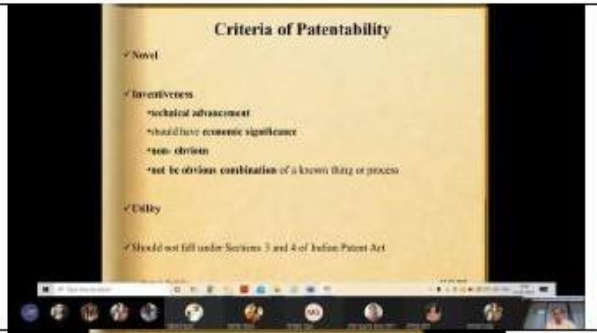 Criteria of Patentability
✓Novel
✓Inventiveness
•technical advancement
•should have economic significance
•non- obvious
•not be obvious combination of a known thing or process
✓Utility
✓Should not fall under Sections 3 and 4 of Indian Patent Act
MG